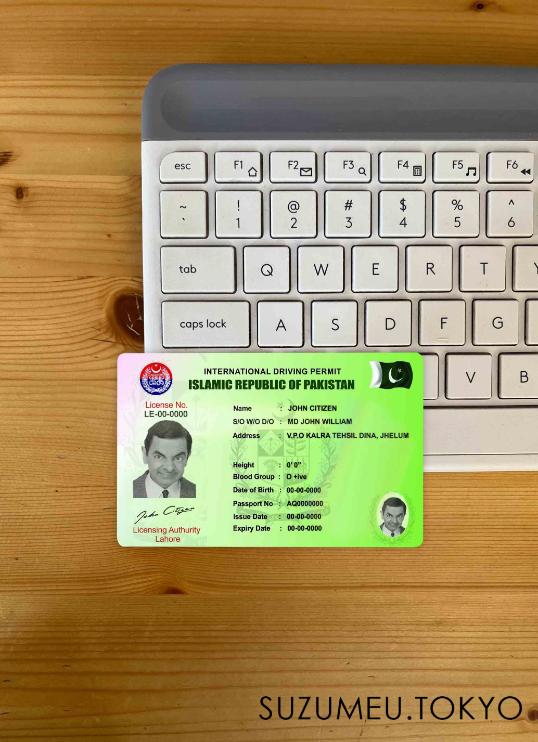 esc F1 F2 F3 F4 F5 F6
~ ! @ # $ % ^
` 1 2 3 4 5 6
tab Q W E R T
caps lock A S D F G
V B
INTERNATIONAL DRIVING PERMIT
ISLAMIC REPUBLIC OF PAKISTAN
License No.
LE-00-0000
Name : JOHN CITIZEN
S/O W/O D/O : MD JOHN WILLIAM
Address : V.P.O KALRA TEHSIL DINA, JHELUM
Height : 0' 0"
Blood Group : O +ive
Date of Birth : 00-00-0000
Passport No : AQ0000000
Issue Date : 00-00-0000
Expiry Date : 00-00-0000
John Citizen
Licensing Authurity
Lahore
SUZUMEU.TOKYO